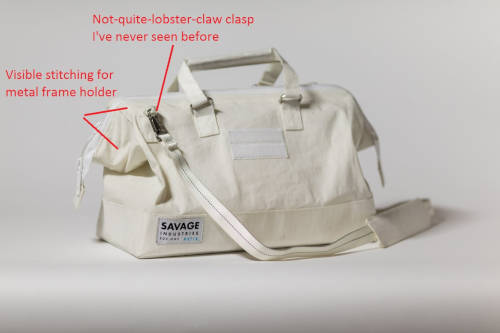 Not-quite-lobster-claw clasp
I've never seen before
Visible stitching for
metal frame holder
SAVAGE
INDUSTRIES